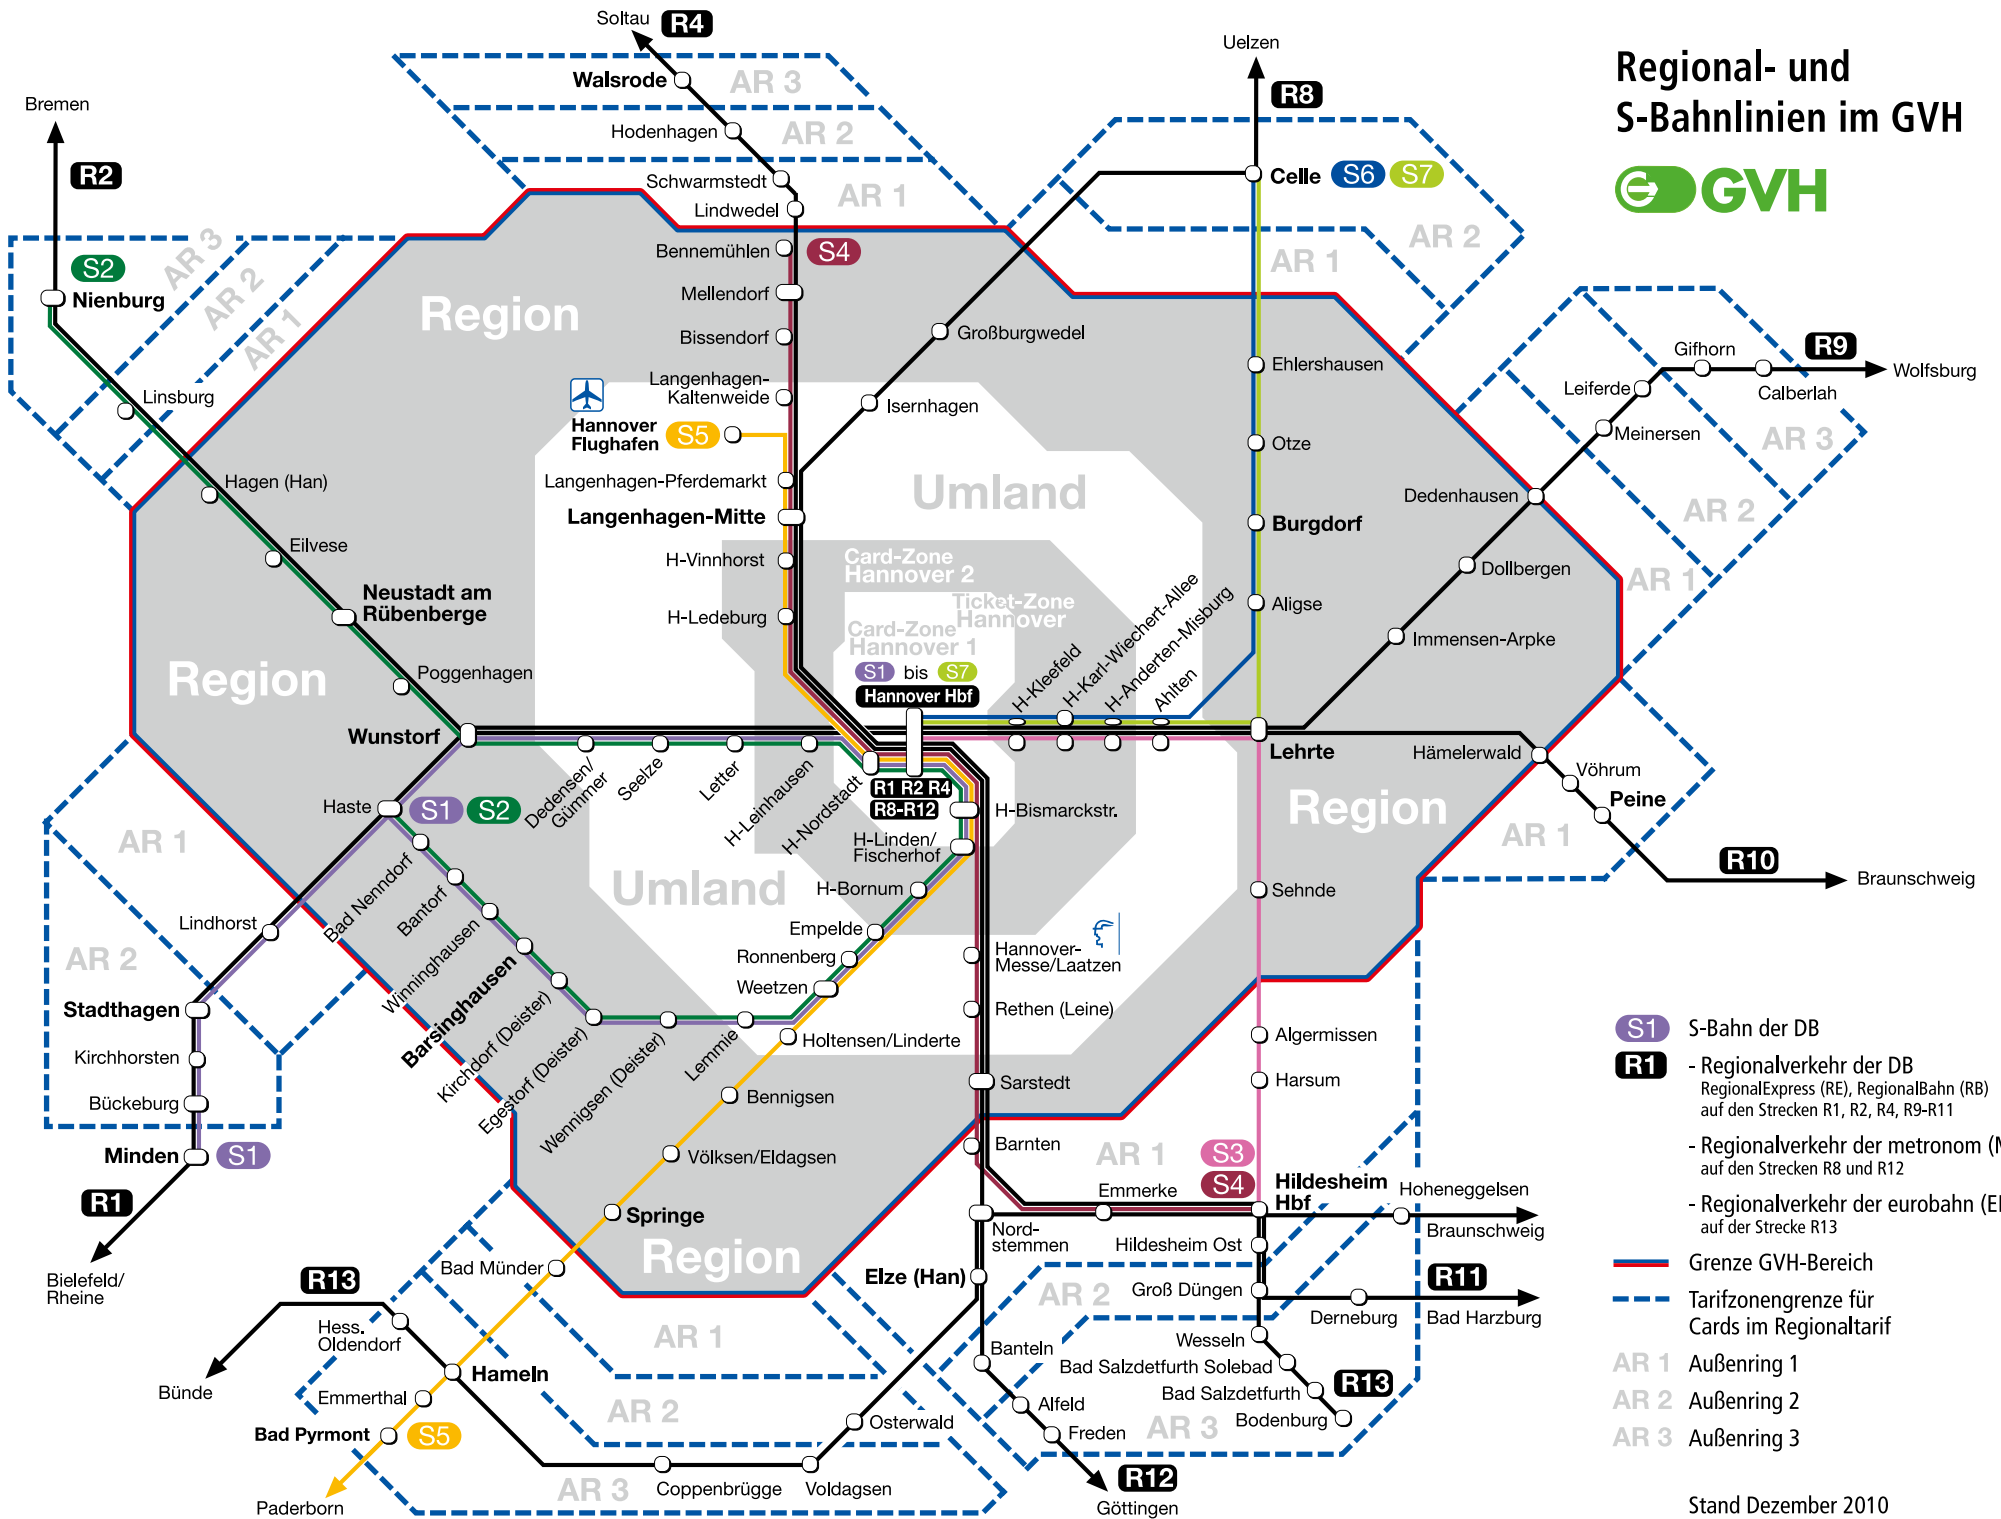 Regional- und
S-Bahnlinien im GVH
GVH
Soltau
R4
Uelzen
R8
Bremen
R2
Walsrode
AR 3
Hodenhagen
AR 2
Schwarmstedt
AR 1
Lindwedel
Celle
S6
S7
AR 2
AR 1
AR 3
AR 2
AR 1
S2
Nienburg
Linsburg
Hagen (Han)
Eilvese
Neustadt am
Rübenberge
Poggenhagen
Wunstorf
Region
Bennemühlen
S4
Mellendorf
Bissendorf
Langenhagen-
Kaltenweide
Hannover
Flughafen
S5
Langenhagen-Pferdemarkt
Langenhagen-Mitte
H-Vinnhorst
H-Ledeburg
Großburgwedel
Isernhagen
Umland
Ehlershausen
Otze
Burgdorf
Aligse
Gifhorn
R9
Wolfsburg
Calberlah
Leiferde
Meinersen
AR 3
AR 2
AR 1
Dedenhausen
Dollbergen
Immensen-Arpke
Card-Zone
Hannover 2
Ticket-Zone
Hannover
Card-Zone
Hannover 1
S1 bis S7
Hannover Hbf
H-Kleefeld
H-Karl-Wiechert-Allee
H-Anderten-Misburg
Ahlten
Lehrte
Region
Region
Hämelerwald
Vöhrum
Peine
AR 1
R10
Braunschweig
Haste
S1
S2
Dedensen/
Gümmer
Seelze
Letter
H-Leinhausen
H-Nordstadt
R1 R2 R4
R8-R12
H-Bismarckstr.
H-Linden/
Fischerhof
H-Bornum
Empelde
Ronnenberg
Weetzen
Umland
AR 1
AR 2
Lindhorst
Stadthagen
Kirchhorsten
Bückeburg
Minden
S1
R1
Bielefeld/
Rheine
Bad Nenndorf
Bantorf
Winninghausen
Barsinghausen
Kirchdorf (Deister)
Egestorf (Deister)
Wennigsen (Deister)
Lemmie
Holtensen/Linderte
Bennigsen
Völksen/Eldagsen
Springe
Region
Bad Münder
Hannover-
Messe/Laatzen
Rethen (Leine)
Sarstedt
Barnten
Sehnde
Algermissen
Harsum
AR 1
S3
S4
Emmerke
Hildesheim
Hbf
Hoheneggelsen
Braunschweig
Nord-
stemmen
Hildesheim Ost
Elze (Han)
AR 2
Groß Düngen
R11
Derneburg
Bad Harzburg
Wesseln
Bad Salzdetfurth Solebad
Bad Salzdetfurth
R13
Bodenburg
AR 3
Banteln
Alfeld
Freden
R12
Göttingen
R13
Hess.
Oldendorf
Bünde
Hameln
Emmerthal
Bad Pyrmont
S5
Paderborn
AR 1
AR 2
AR 3
Osterwald
Coppenbrügge
Voldagsen
S1 S-Bahn der DB
R1 - Regionalverkehr der DB
RegionalExpress (RE), RegionalBahn (RB)
auf den Strecken R1, R2, R4, R9-R11
- Regionalverkehr der metronom (
auf den Strecken R8 und R12
- Regionalverkehr der eurobahn (
auf der Strecke R13
Grenze GVH-Bereich
Tarifzonengrenze für
Cards im Regionaltarif
AR 1 Außenring 1
AR 2 Außenring 2
AR 3 Außenring 3
Stand Dezember 2010